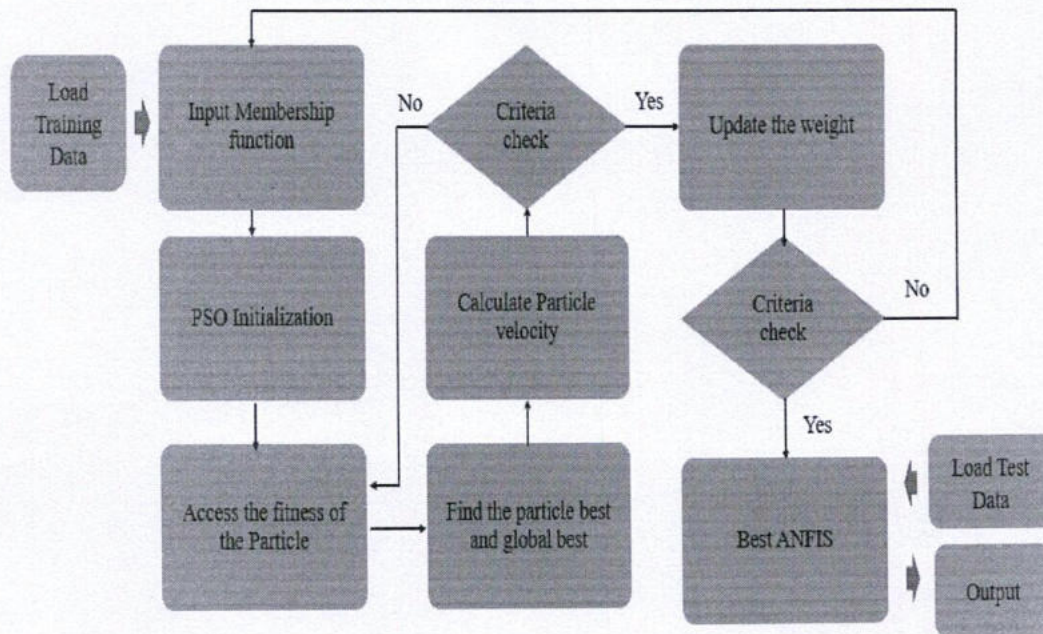 Load
Training
Data
Input Membership
function
PSO Initialization
Access the fitness of
the Particle
Find the particle best
and global best
Calculate Particle
velocity
No
Criteria
check
Yes
Update the weight
Criteria
check
No
Yes
Best ANFIS
Load Test
Data
Output